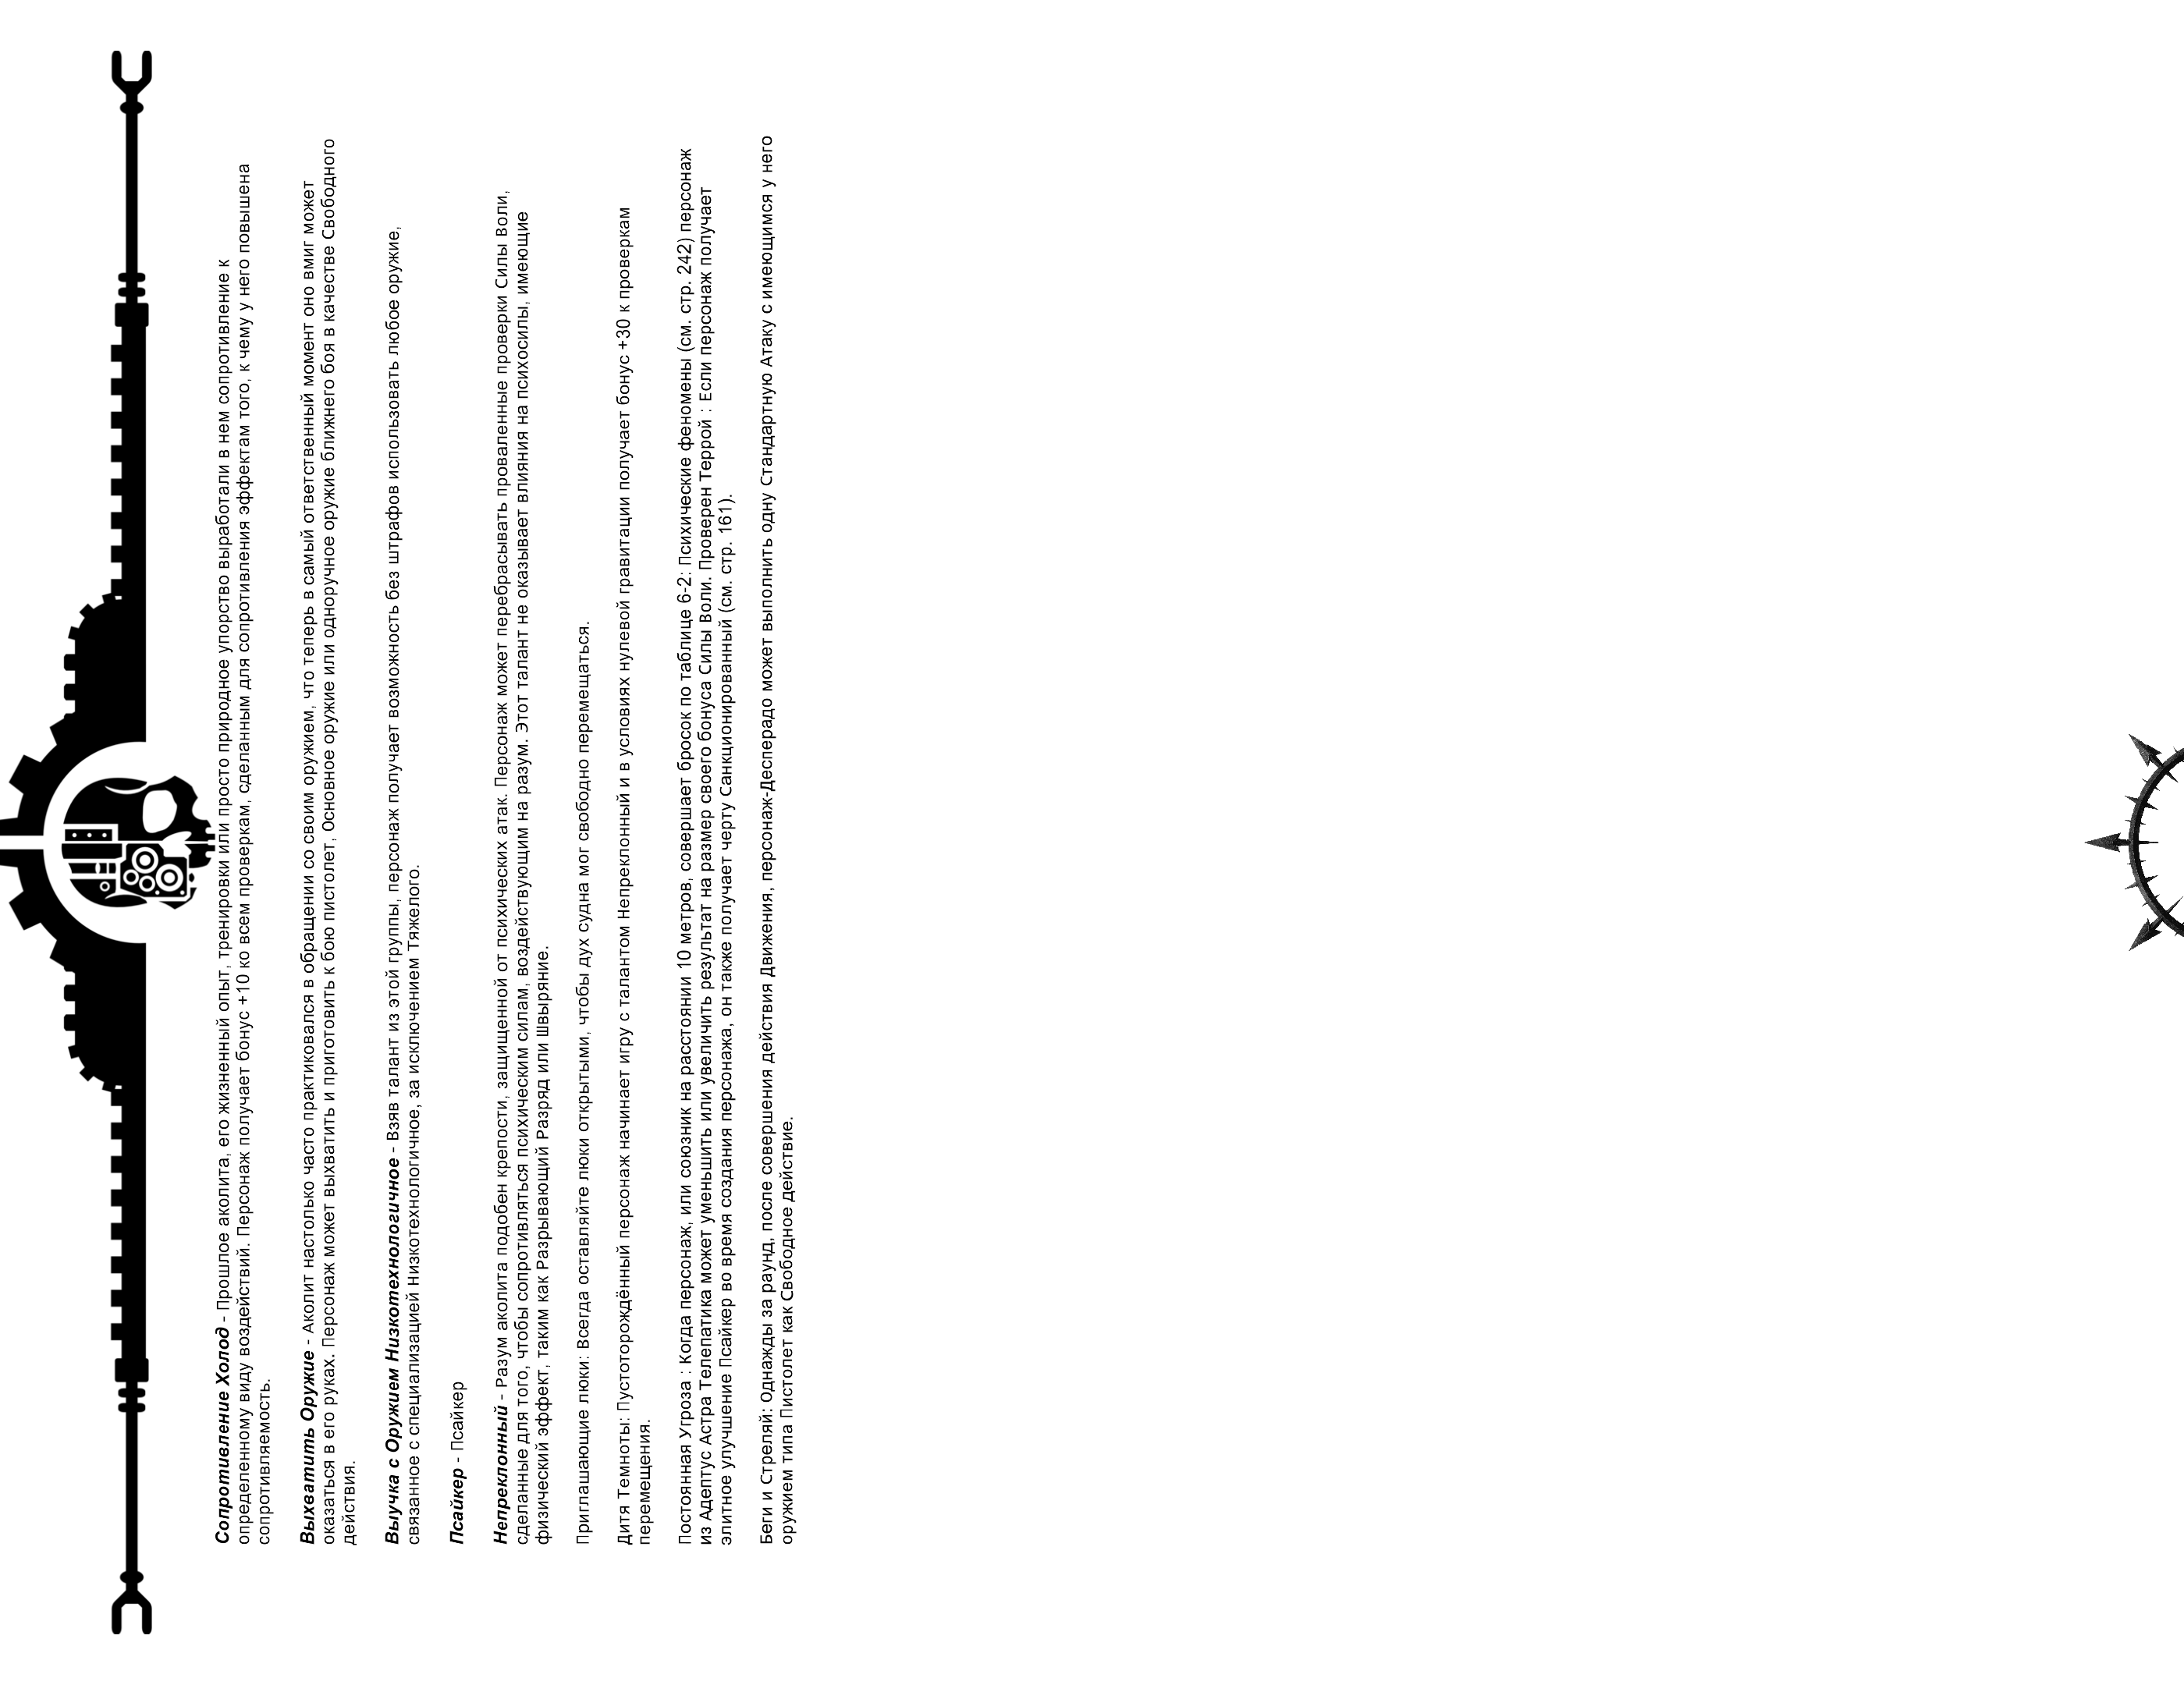 Сопротивление Холод - Прошлое аколита, его жизненный опыт, тренировки или просто природное упорство выработали в нем сопротивление к
определенному виду воздействий. Персонаж получает бонус +10 ко всем проверкам, сделанным для сопротивления эффектам того, к чему у него повышена
сопротивляемость.
Выхватить Оружие - Аколит настолько часто практиковался в обращении со своим оружием, что теперь в самый ответственный момент оно вмиг может
оказаться в его руках. Персонаж может выхватить и приготовить к бою пистолет, Основное оружие или одноручное оружие ближнего боя в качестве Свободного
действия.
Выучка с Оружием Низкотехнологичное - Взяв талант из этой группы, персонаж получает возможность без штрафов использовать любое оружие,
связанное с специализацией Низкотехнологичное, за исключением Тяжелого.
Псайкер - Псайкер
Непреклонный - Разум аколита подобен крепости, защищенной от психических атак. Персонаж может перебрасывать проваленные проверки Силы Воли,
сделанные для того, чтобы сопротивляться психическим силам, воздействующим на разум. Этот талант не оказывает влияния на психосилы, имеющие
физический эффект, таким как Разрывающий Разряд или Швыряние.
Приглашающие люки: Всегда оставляйте люки открытыми, чтобы дух судна мог свободно перемещаться.
Дитя Темноты: Пустоторождённый персонаж начинает игру с талантом Непреклонный и в условиях нулевой гравитации получает бонус +30 к проверкам
перемещения.
Постоянная Угроза : Когда персонаж, или союзник на расстоянии 10 метров, совершает бросок по таблице 6-2: Психические феномены (см. стр. 242) персонаж
из Адептус Астра Телепатика может уменьшить или увеличить результат на размер своего бонуса Силы Воли. Проверен Террой : Если персонаж получает
элитное улучшение Псайкер во время создания персонажа, он также получает черту Санкционированный (см. стр. 161).
Беги и Стреляй: Однажды за раунд, после совершения действия Движения, персонаж-Десперадо может выполнить одну Стандартную Атаку с имеющимся у него
оружием типа Пистолет как Свободное действие.